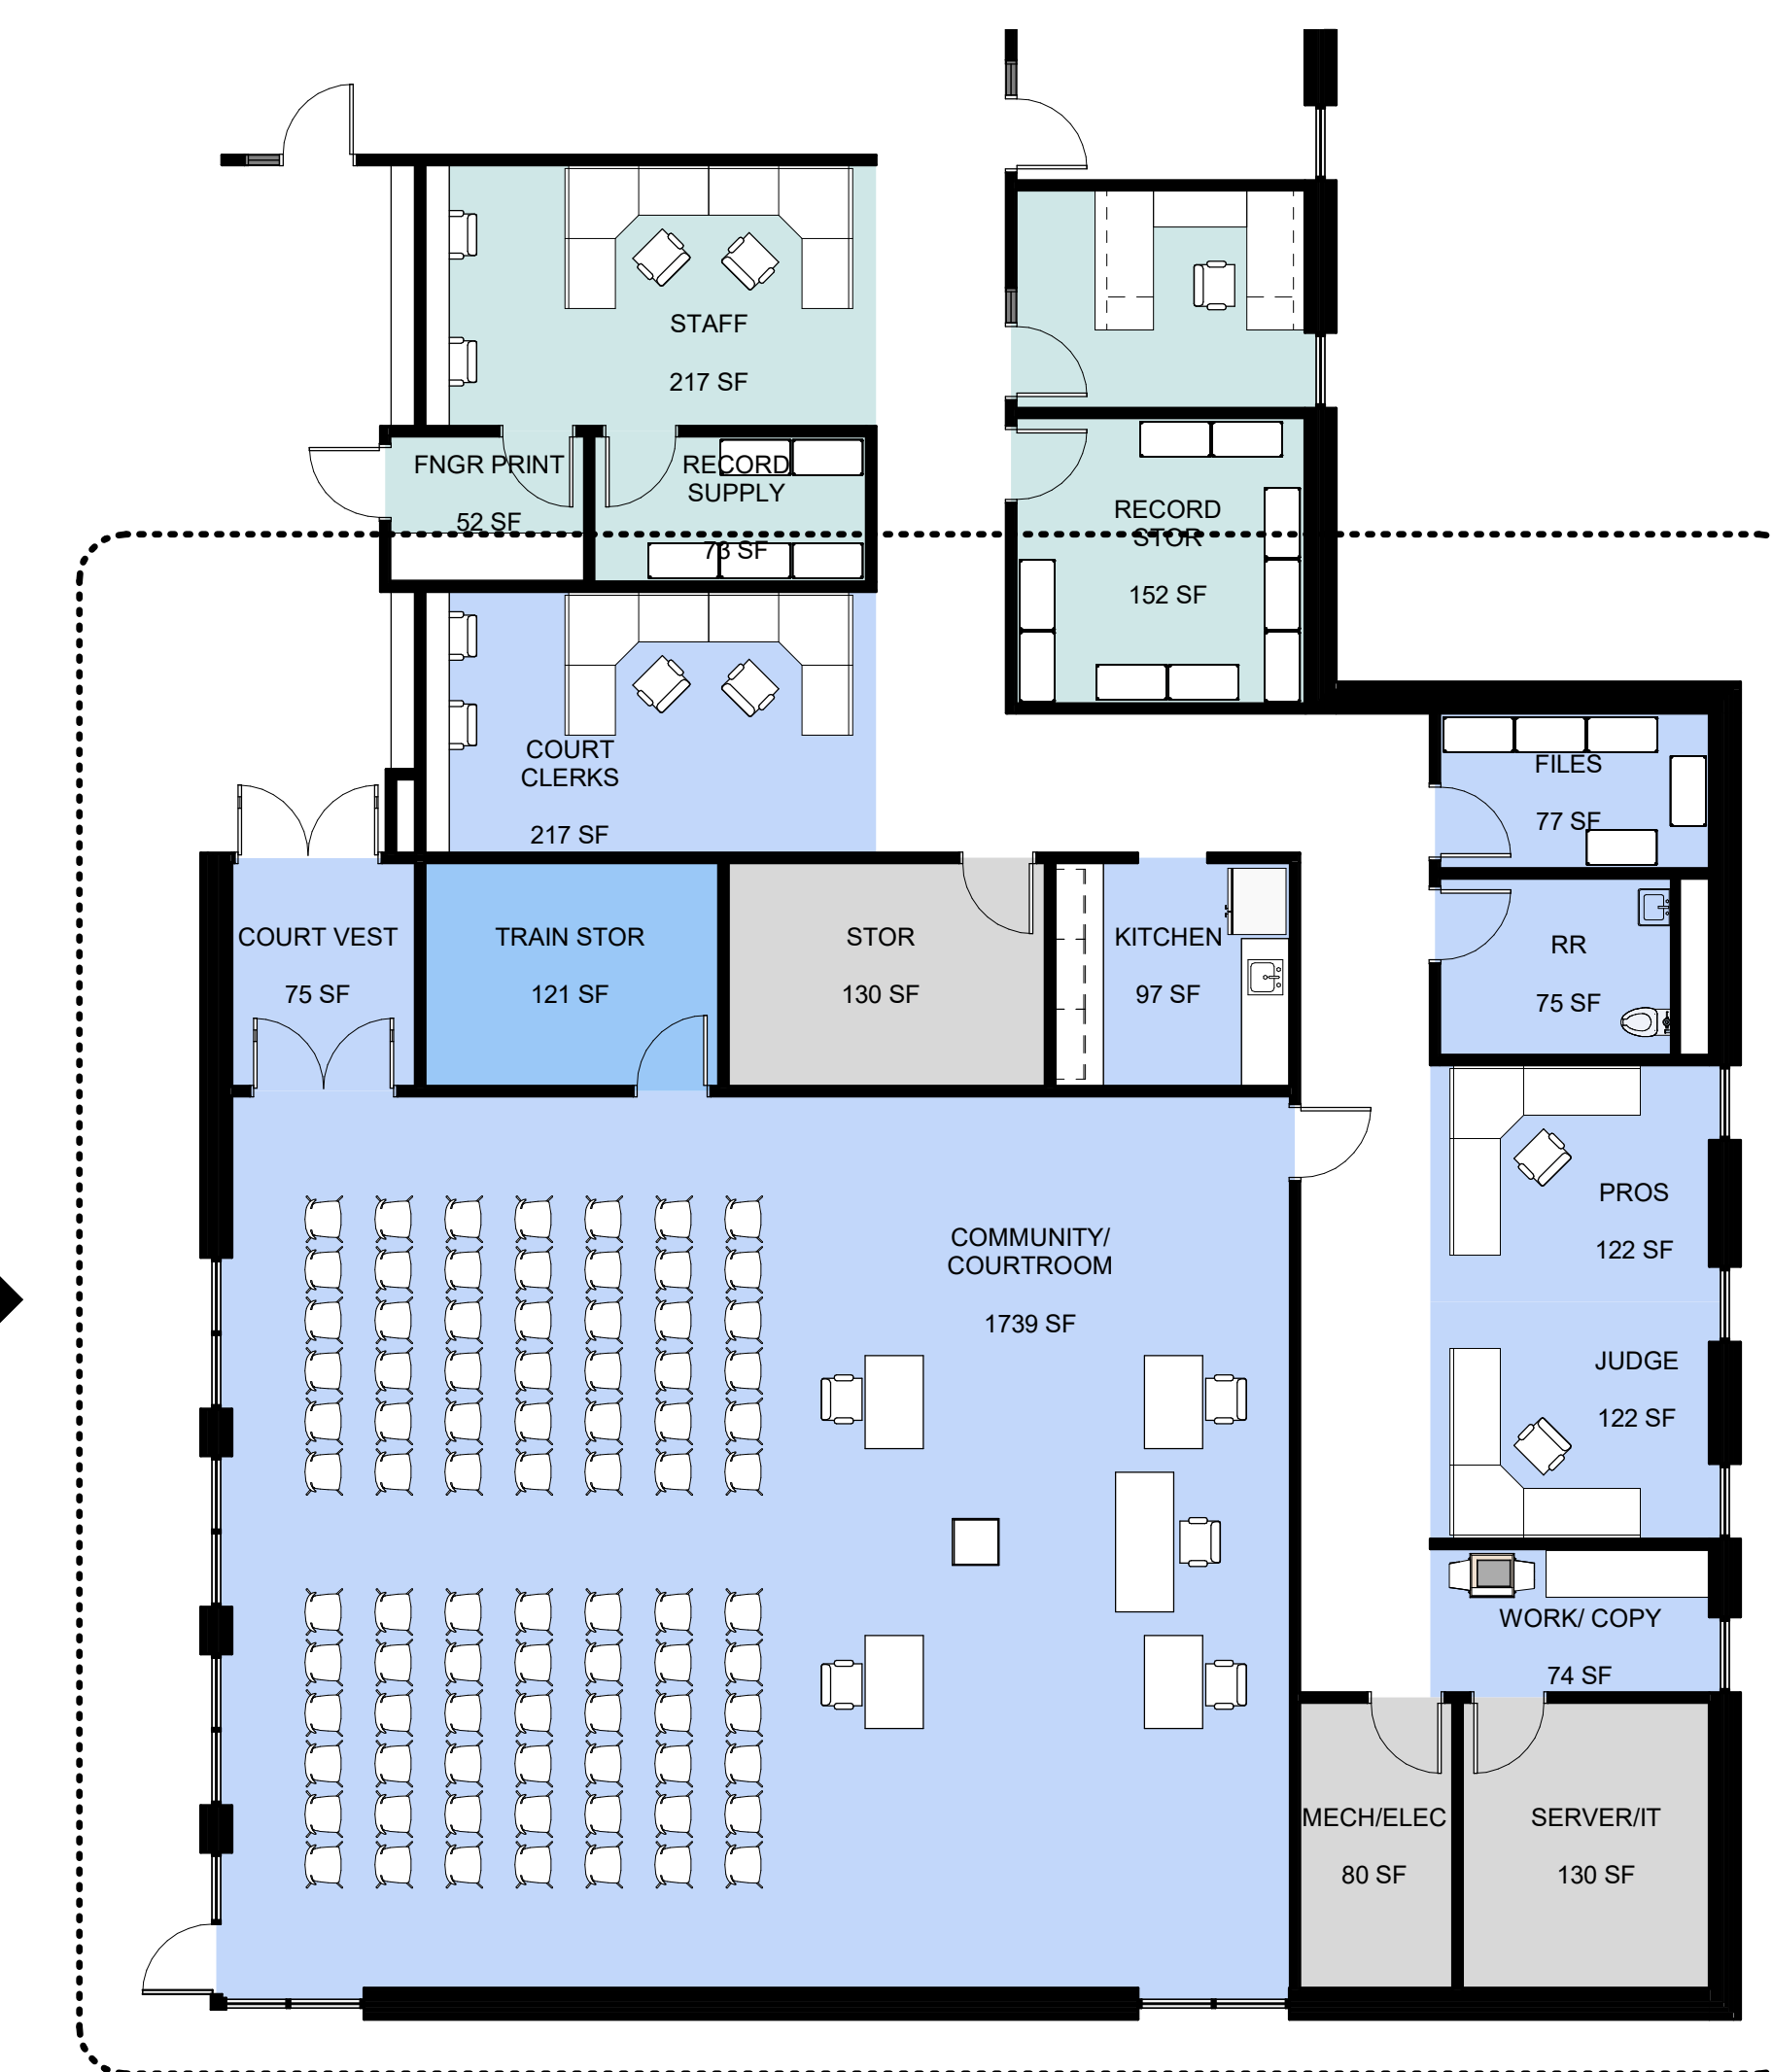 STAFF
217 SF
FNGR PRINT
52 SF
RECORD
SUPPLY
73 SF
RECORD
STOR
152 SF
COURT
CLERKS
217 SF
FILES
77 SF
COURT VEST
75 SF
TRAIN STOR
121 SF
STOR
130 SF
KITCHEN
97 SF
RR
75 SF
PROS
122 SF
COMMUNITY/
COURTROOM
1739 SF
JUDGE
122 SF
WORK/ COPY
74 SF
MECH/ELEC
80 SF
SERVER/IT
130 SF